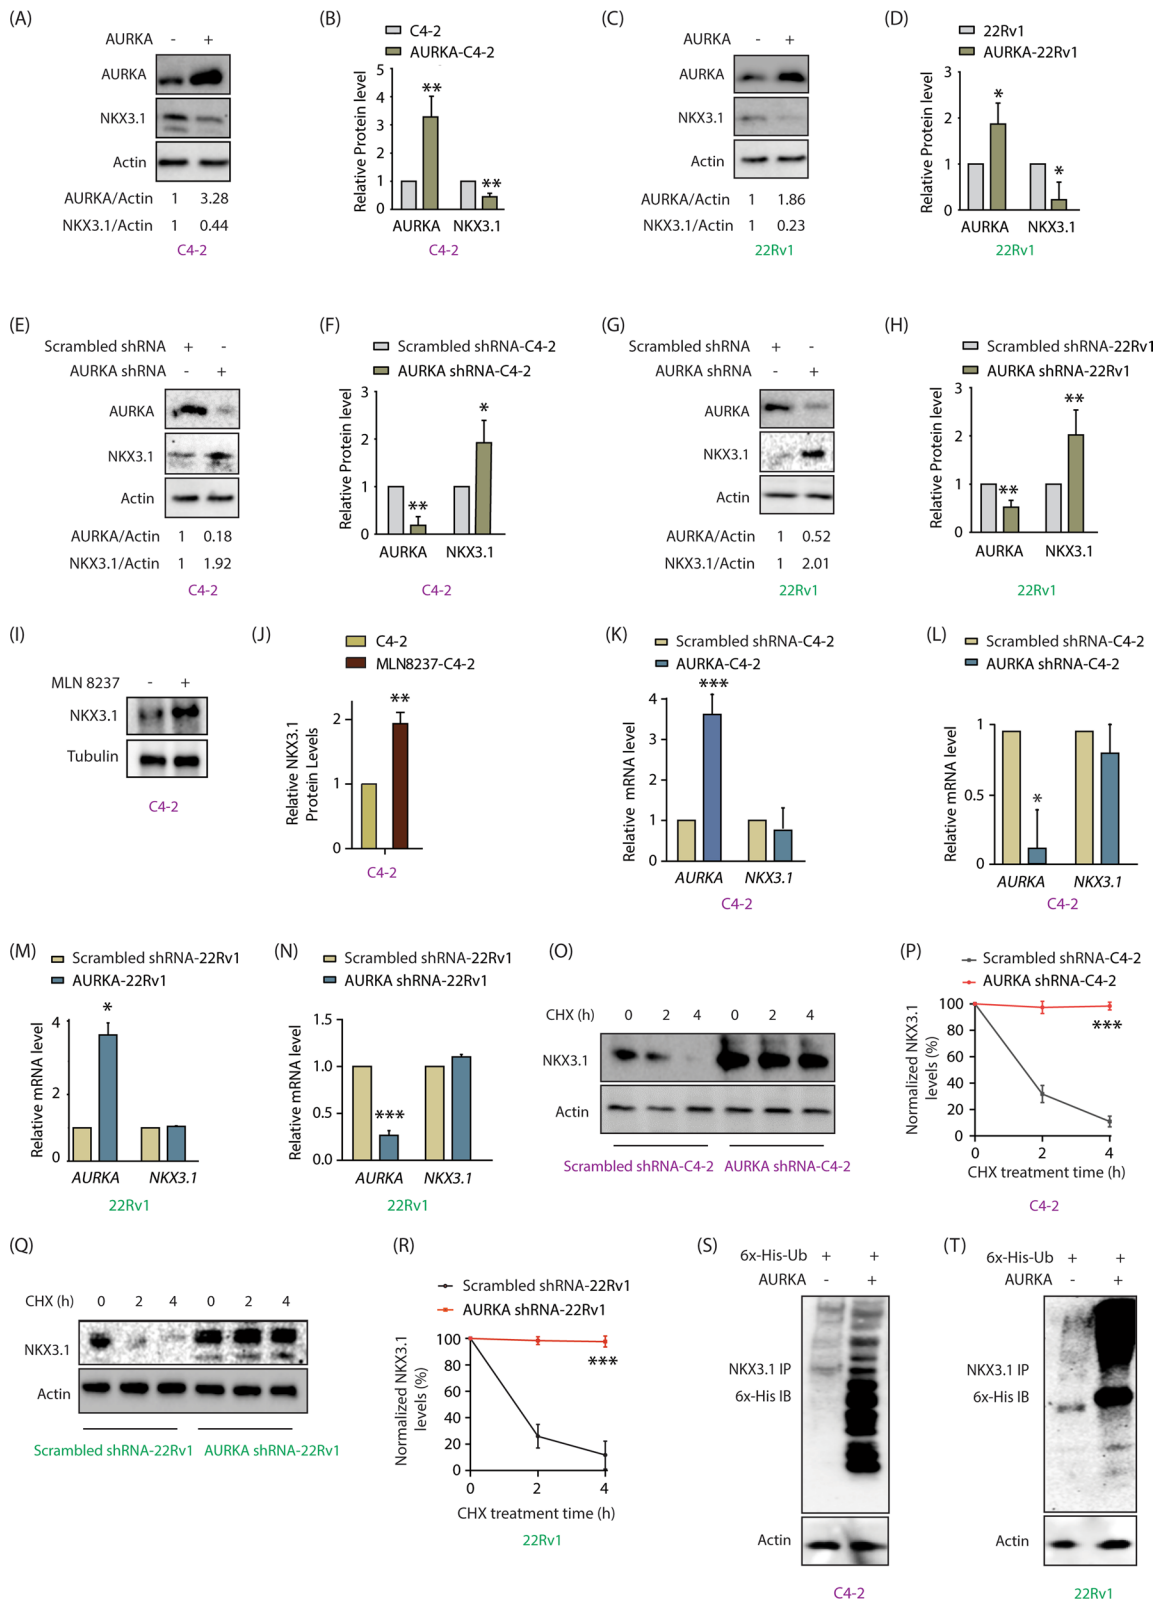 (A)
AURKA - +
AURKA
NKX3.1
Actin
AURKA/Actin 1 3.28
NKX3.1/Actin 1 0.44
C4-2
(B)
C4-2
AURKA-C4-2
Relative Protein level
5
4
3
2
1
0
** **
AURKA NKX3.1
C4-2
(C)
AURKA - +
AURKA
NKX3.1
Actin
AURKA/Actin 1 1.86
NKX3.1/Actin 1 0.23
22Rv1
(D)
22Rv1
AURKA-22Rv1
Relative Protein level
3
2
1
0
* *
AURKA NKX3.1
22Rv1
(E)
Scrambled shRNA + -
AURKA shRNA - +
AURKA
NKX3.1
Actin
AURKA/Actin 1 0.18
NKX3.1/Actin 1 1.92
C4-2
(F)
Scrambled shRNA-C4-2
AURKA shRNA-C4-2
Relative Protein level
3
2
1
0
** *
AURKA NKX3.1
C4-2
(G)
Scrambled shRNA + -
AURKA shRNA - +
AURKA
NKX3.1
Actin
AURKA/Actin 1 0.52
NKX3.1/Actin 1 2.01
22Rv1
(H)
Scrambled shRNA-22Rv1
AURKA shRNA-22Rv1
Relative Protein level
3
2
1
0
** **
AURKA NKX3.1
22Rv1
(I)
MLN 8237 - +
NKX3.1
Tubulin
C4-2
(J)
C4-2
MLN8237-C4-2
Relative NKX3.1
Protein Levels
2
1
0
**
C4-2
(K)
Scrambled shRNA-C4-2
AURKA-C4-2
Relative mRNA level
4
3
2
1
0
***
AURKA NKX3.1
C4-2
(L)
Scrambled shRNA-C4-2
AURKA shRNA-C4-2
Relative mRNA level
1
0.5
0
*
AURKA NKX3.1
C4-2
(M)
Scrambled shRNA-22Rv1
AURKA-22Rv1
Relative mRNA level
4
2
1
0
*
AURKA NKX3.1
22Rv1
(N)
Scrambled shRNA-22Rv1
AURKA shRNA-22Rv1
Relative mRNA level
1.5
1.0
0.5
0.0
***
AURKA NKX3.1
22Rv1
(O)
CHX (h) 0 2 4 0 2 4
NKX3.1
Actin
Scrambled shRNA-C4-2 AURKA shRNA-C4-2
(P)
Scrambled shRNA-C4-2
AURKA shRNA-C4-2
Normalized NKX3.1
levels (%)
100
80
60
40
20
0
***
0 2 4
CHX treatment time (h)
C4-2
(Q)
CHX (h) 0 2 4 0 2 4
NKX3.1
Actin
Scrambled shRNA-22Rv1 AURKA shRNA-22Rv1
(R)
Scrambled shRNA-22Rv1
AURKA shRNA-22Rv1
Normalized NKX3.1
levels (%)
100
80
60
40
20
0
***
0 2 4
CHX treatment time (h)
22Rv1
(S)
6x-His-Ub + +
AURKA - +
NKX3.1 IP
6x-His IB
Actin
C4-2
(T)
6x-His-Ub + +
AURKA - +
NKX3.1 IP
6x-His IB
Actin
22Rv1